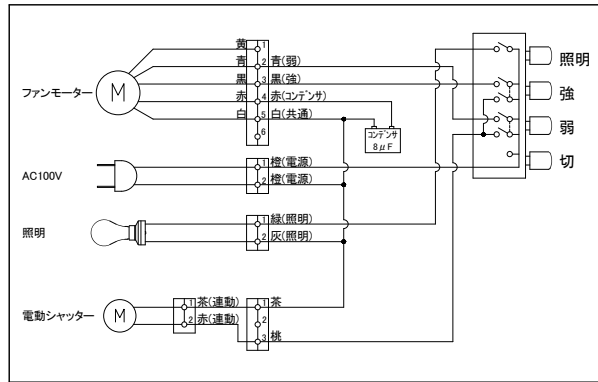 ファンモーター
M
黄 1
青 2 青(弱)
黒 3 黒(強)
赤 4 赤(コンデンサ)
白 5 白(共通)
6
コンデンサ
8μF
照明
強
弱
切
AC100V
1 橙(電源)
2 橙(電源)
照明
1 緑(照明)
2 灰(照明)
電動シャッター
M
1 茶(連動) 1 茶
2 赤(連動) 2
3 桃